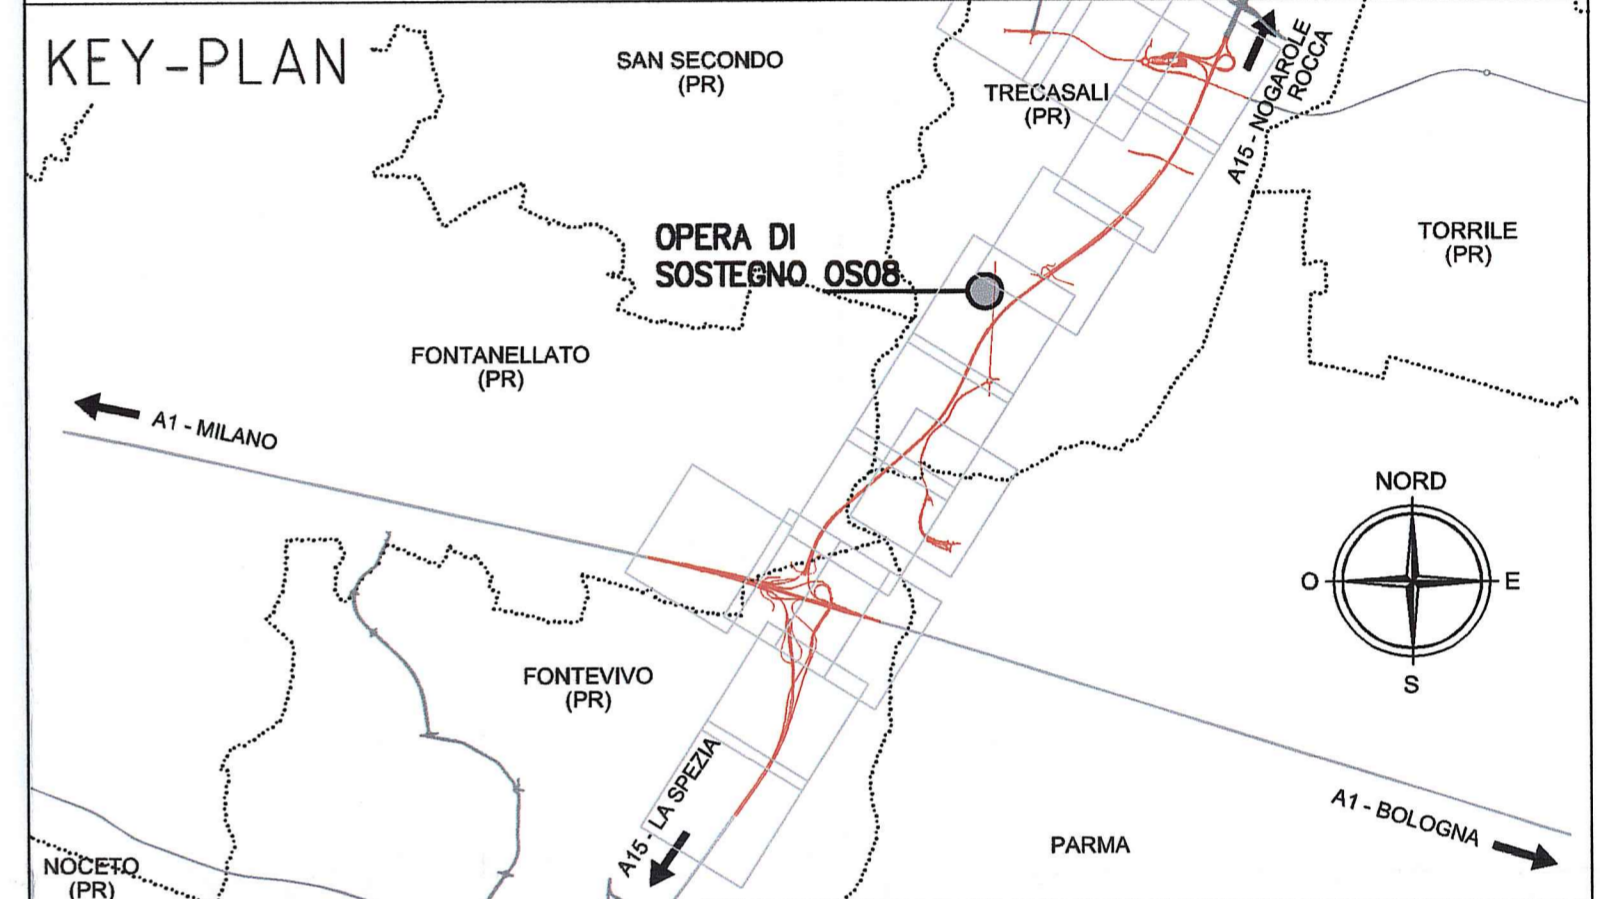 KEY-PLAN
SAN SECONDO
(PR)
TRECASALI
(PR)
A15 - NOGAROLE
ROCCA
OPERA DI
SOSTEGNO OS08
TORRILE
(PR)
FONTANELLATO
(PR)
A1 - MILANO
NORD
O
E
S
FONTEVIVO
(PR)
A15 - LA SPEZIA
A1 - BOLOGNA
PARMA
NOCETO
(PR)